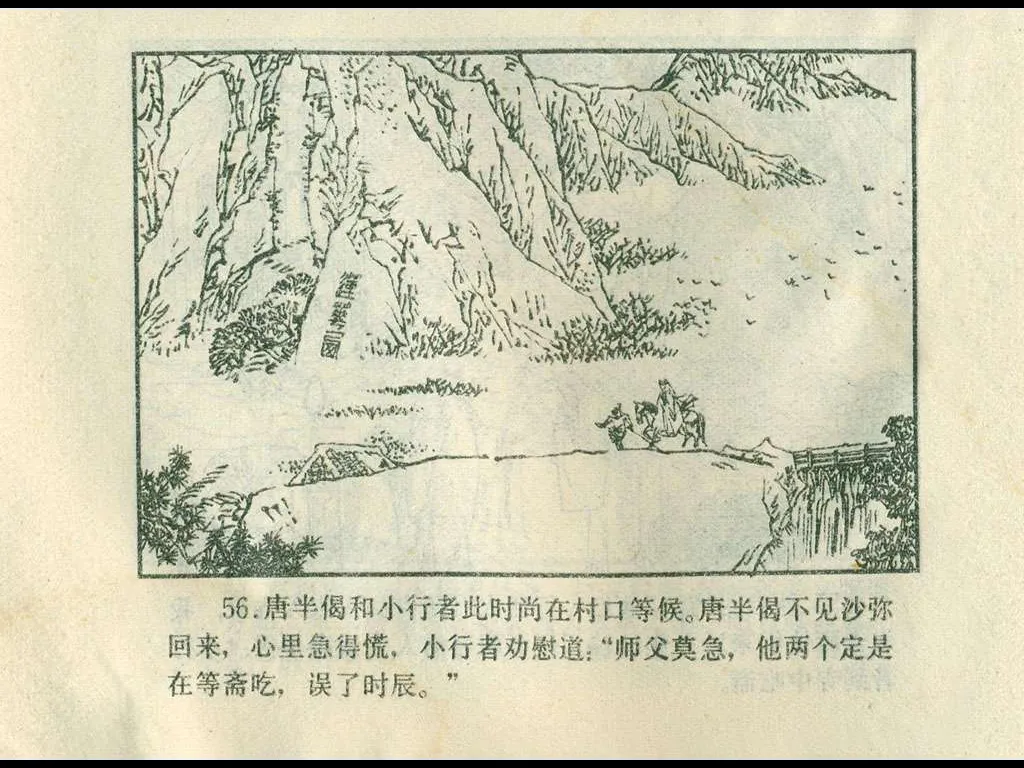 56.唐半偈和小行者此时尚在村口等候。唐半偈不见沙弥
回来，心里急得慌，小行者劝慰道：“师父莫急，他两个定是
在等斋吃，误了时辰。”